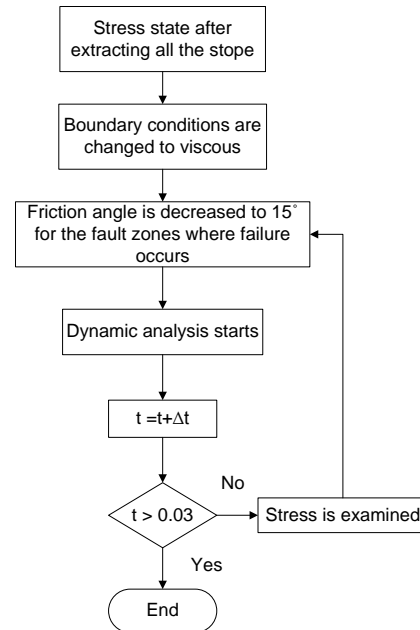 Stress state after
extracting all the stope
Boundary conditions are
changed to viscous
Friction angle is decreased to 15˚
for the fault zones where failure
occurs
Dynamic analysis starts
t =t+Δt
t > 0.03
No
Stress is examined
Yes
End